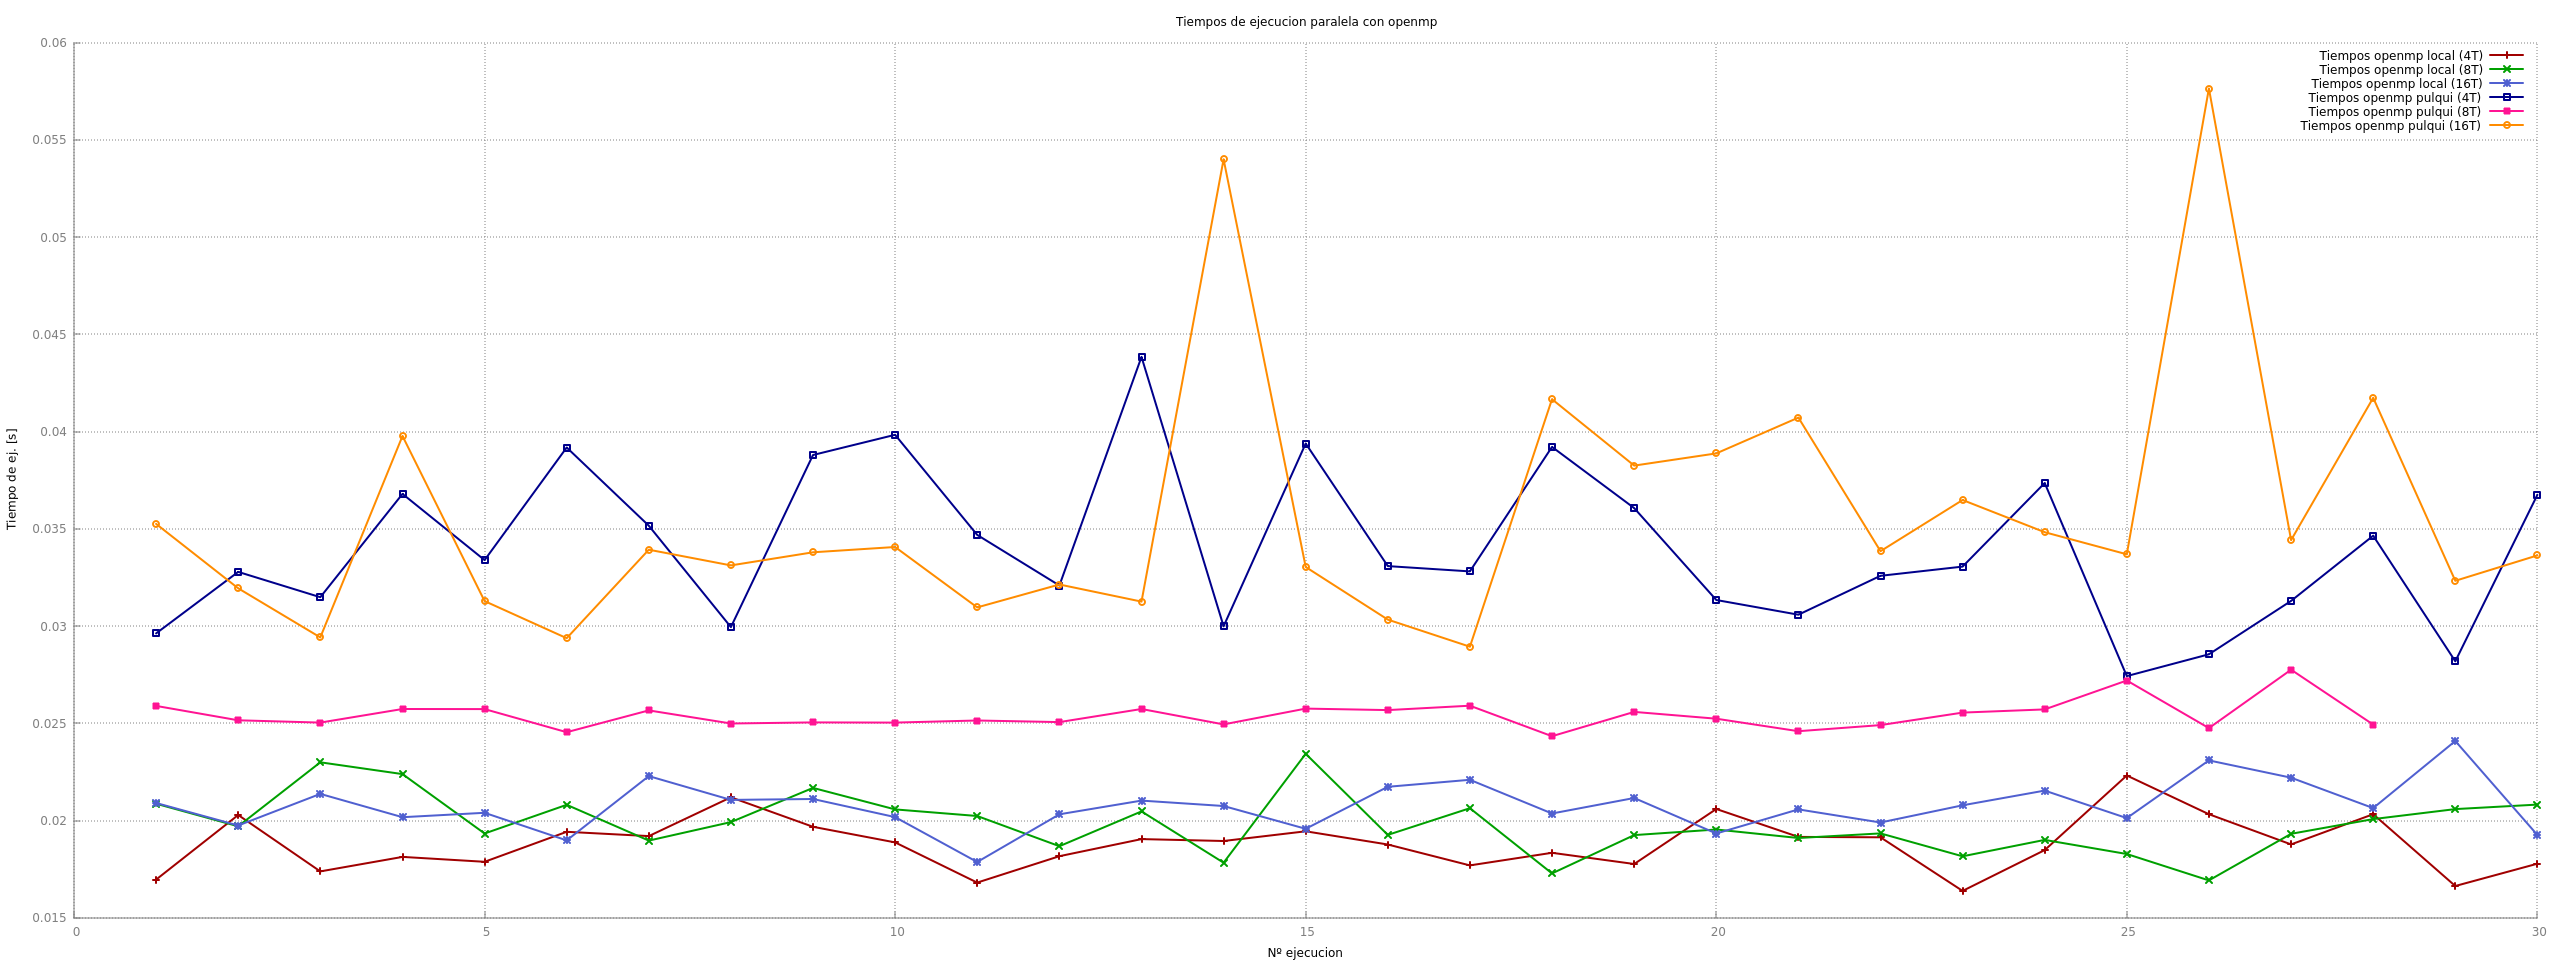 Tiempos de ejecucion paralela con openmp
0.06
0.055
0.05
0.045
0.04
0.035
0.03
0.025
0.02
0.015
Tiempo de ej. [s]
Tiempos openmp local (4T)
Tiempos openmp local (8T)
Tiempos openmp local (16T)
Tiempos openmp pulqui (4T)
Tiempos openmp pulqui (8T)
Tiempos openmp pulqui (16T)
0 5 10 15 20 25 30
Nº ejecucion